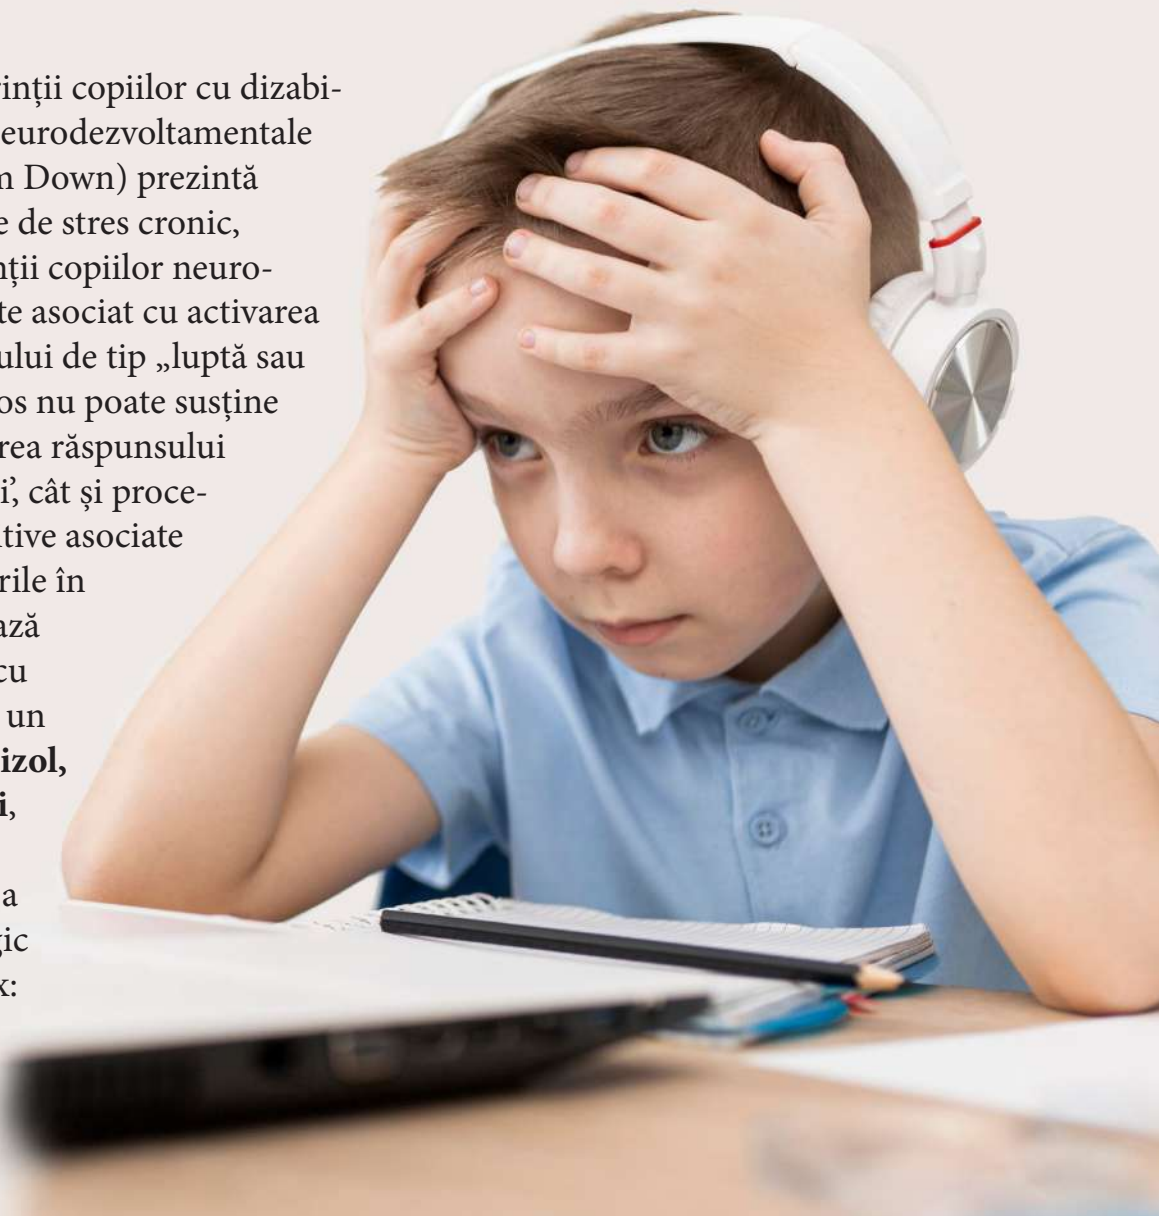 rinții copiilor cu dizabi-
eurodezvoltamentale
m Down) prezintă
e de stres cronic,
nții copiilor neuro-
te asociat cu activarea
ului de tip „luptă sau
os nu poate susține
rea răspunsului
i’, cât și proce-
tive asociate
rile în
ază
cu
un
izol,
i,
a
gic
x: